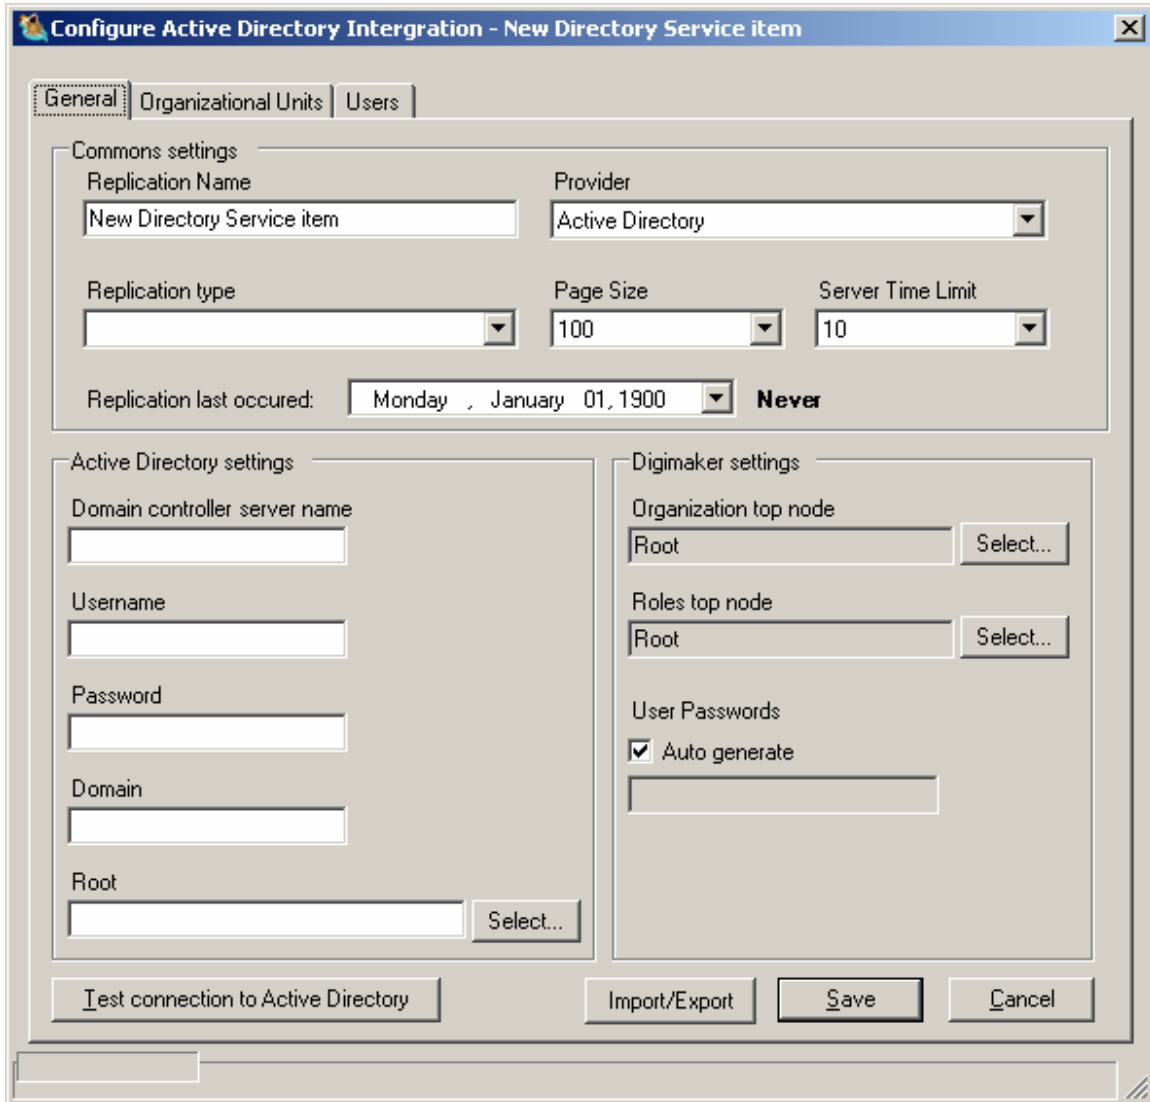 Configure Active Directory Intergration - New Directory Service item
General Organizational Units Users
Commons settings
Replication Name Provider
New Directory Service item Active Directory
Replication type Page Size Server Time Limit
100 10
Replication last occured: Monday , January 01, 1900 Never
Active Directory settings
Domain controller server name
Username
Password
Domain
Root
Select...
Digimaker settings
Organization top node
Root Select...
Roles top node
Root Select...
User Passwords
Auto generate
Test connection to Active Directory Import/Export Save Cancel